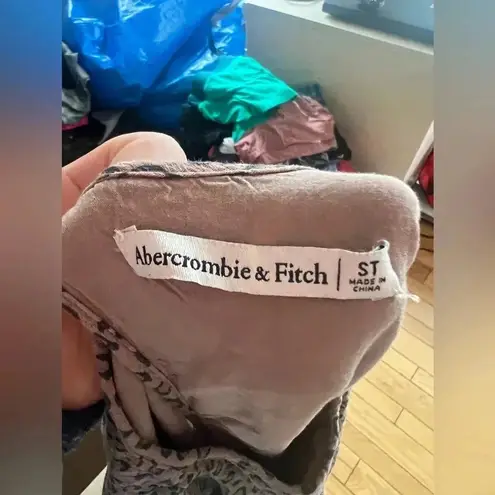 Abercrombie & Fitch | ST
MADE IN
CHINA